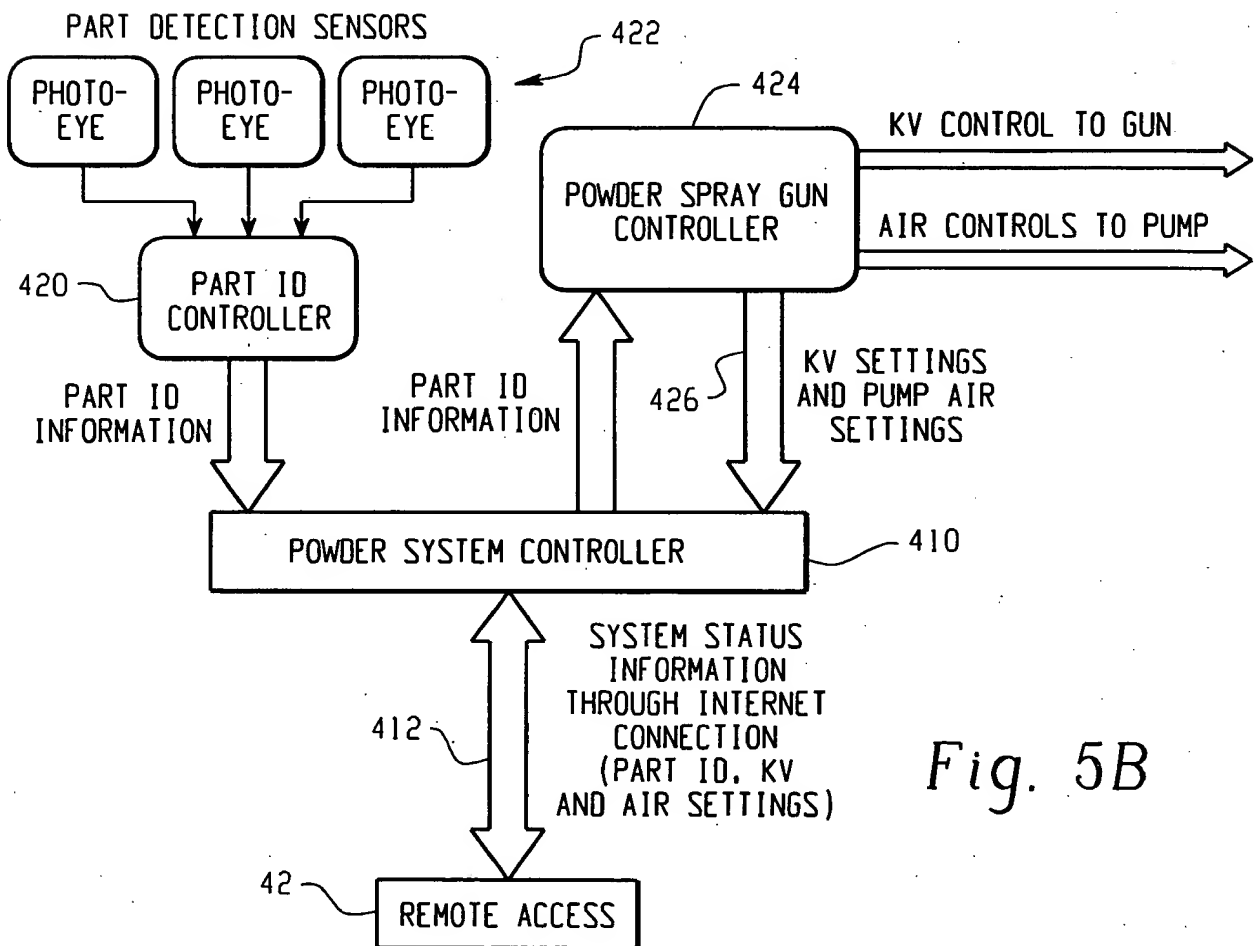 PART DETECTION SENSORS
422
PHOTO-
EYE
PHOTO-
EYE
PHOTO-
EYE
424
KV CONTROL TO GUN
POWDER SPRAY GUN
CONTROLLER
AIR CONTROLS TO PUMP
420
PART ID
CONTROLLER
PART ID
INFORMATION
PART ID
INFORMATION
426
KV SETTINGS
AND PUMP AIR
SETTINGS
POWDER SYSTEM CONTROLLER
410
412
SYSTEM STATUS
INFORMATION
THROUGH INTERNET
CONNECTION
(PART ID, KV
AND AIR SETTINGS)
Fig. 5B
42
REMOTE ACCESS